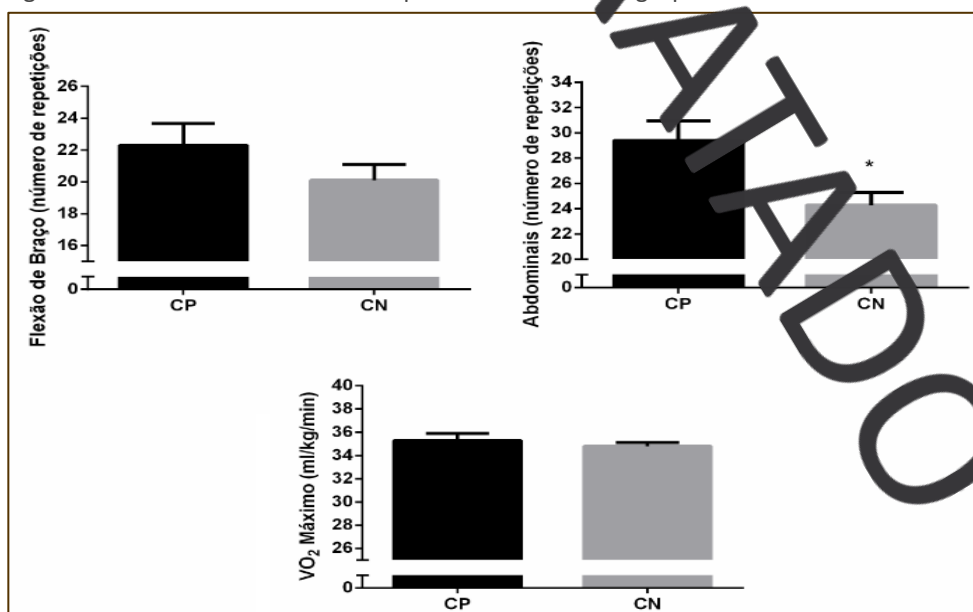 Flexão de Braço (número de repetições)
26
24
22
20
18
16
0
CP
CN
Abdominais (número de repetições)
34
32
30
28
26
24
22
20
0
*
CP
CN
VO₂ Máximo (ml/kg/min)
40
38
36
34
32
30
28
26
0
CP
CN
ATADO